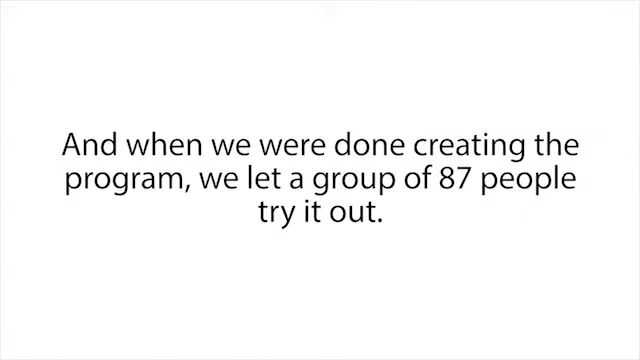 And when we were done creating the
program, we let a group of 87 people
try it out.